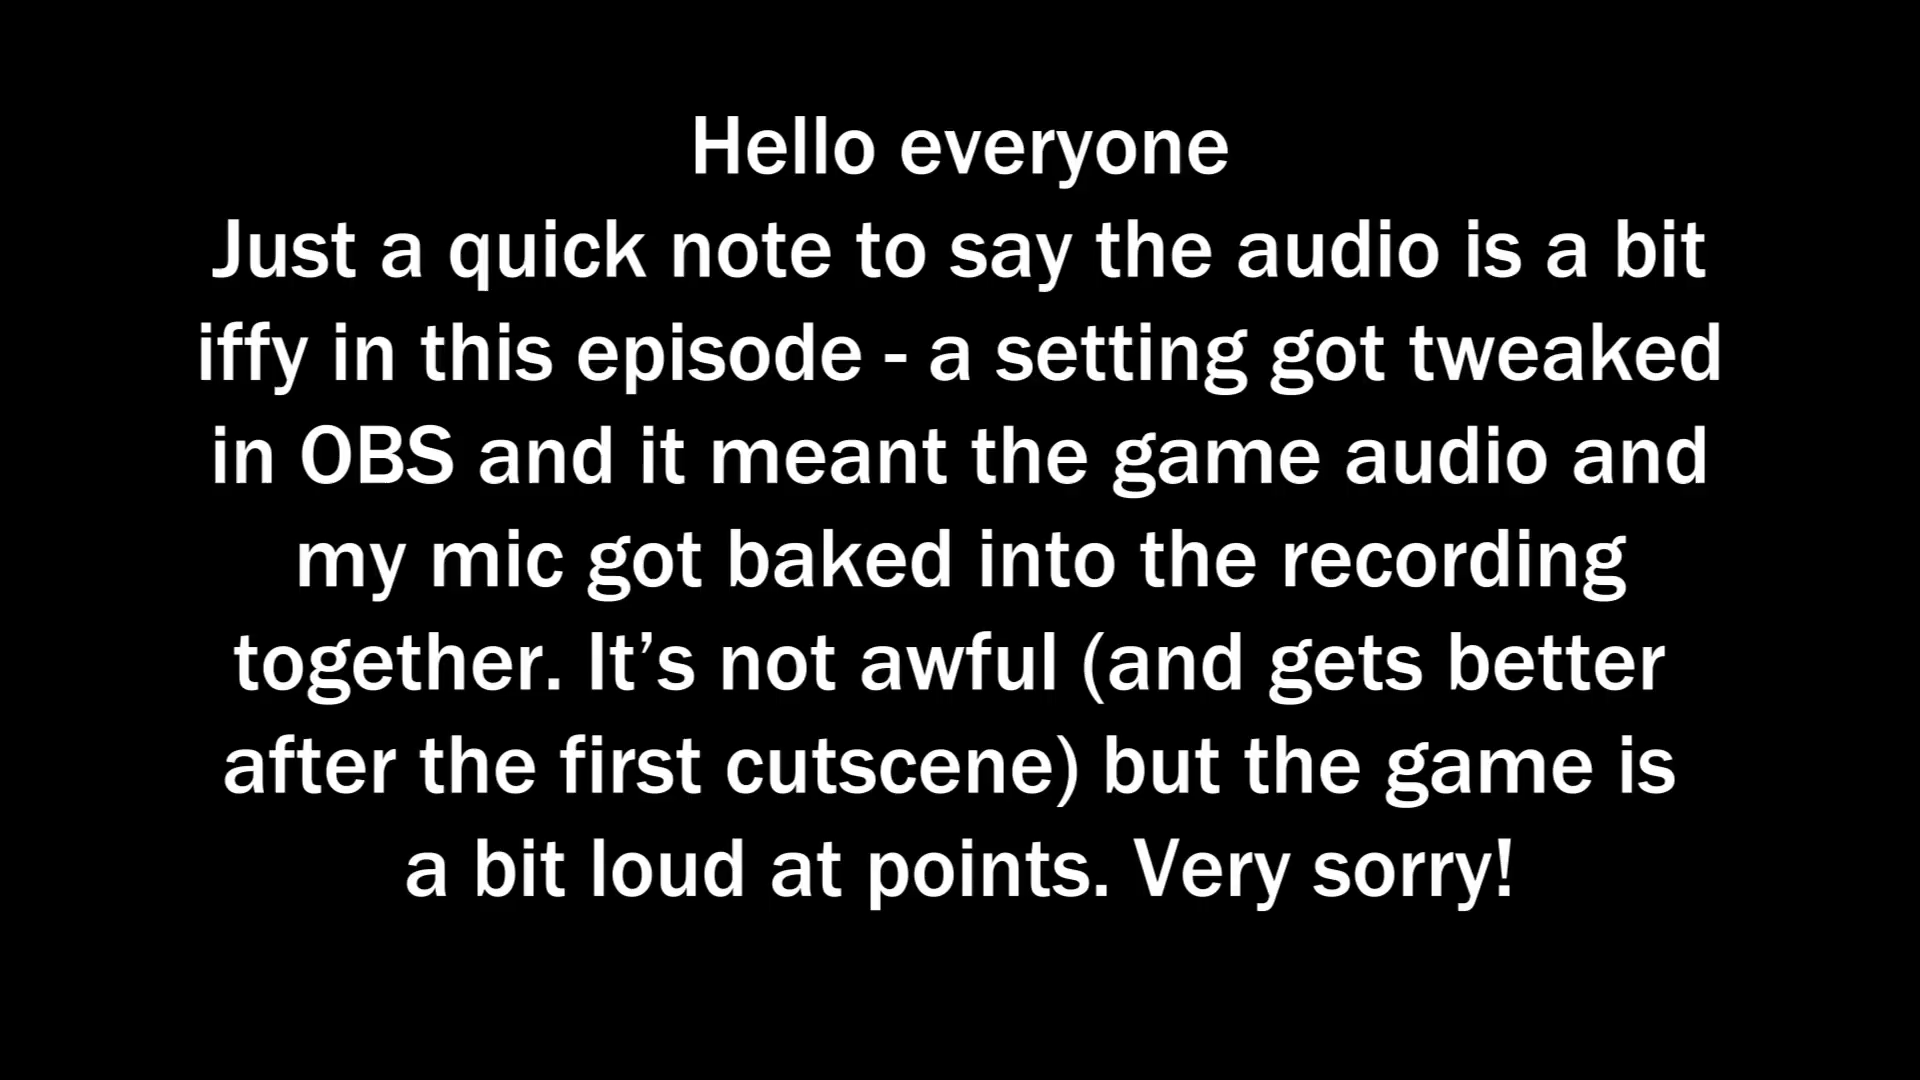 Hello everyone
Just a quick note to say the audio is a bit
iffy in this episode - a setting got tweaked
in OBS and it meant the game audio and
my mic got baked into the recording
together. It’s not awful (and gets better
after the first cutscene) but the game is
a bit loud at points. Very sorry!